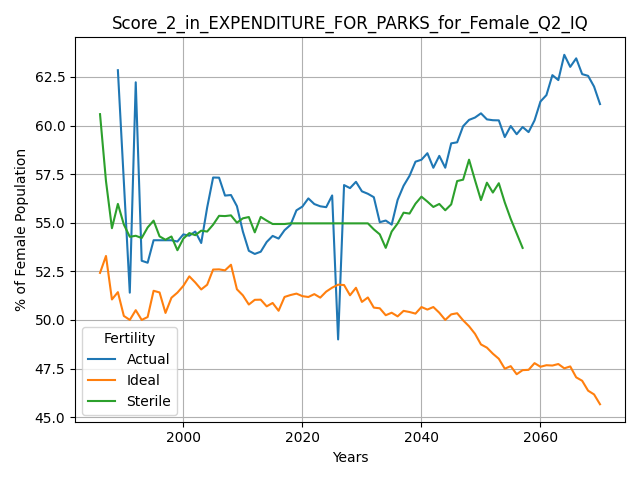 Score_2_in_EXPENDITURE_FOR_PARKS_for_Female_Q2_IQ
% of Female Population
62.5
60.0
57.5
55.0
52.5
50.0
47.5
45.0
Fertility
Actual
Ideal
Sterile
2000
2020
2040
2060
Years